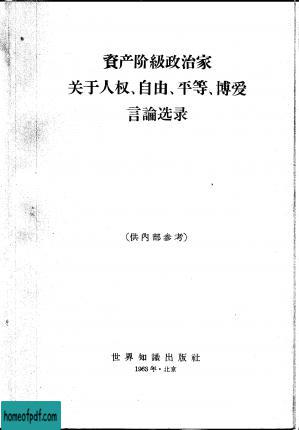 資产阶級政治家
关于人权、自由、平等、博爱
言論选录
(供內部参考)
世界知識出版社
1963年·北京
homeofpdf.com